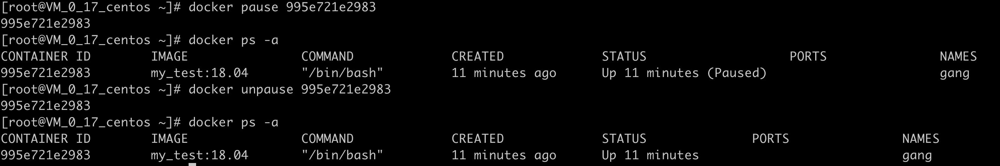 [root@VM_0_17_centos ~]# docker pause 995e721e2983
995e721e2983
[root@VM_0_17_centos ~]# docker ps -a
CONTAINER ID        IMAGE               COMMAND             CREATED             STATUS                   PORTS               NAMES
995e721e2983        my_test:18.04       "/bin/bash"         11 minutes ago      Up 11 minutes (Paused)                       gang
[root@VM_0_17_centos ~]# docker unpause 995e721e2983
995e721e2983
[root@VM_0_17_centos ~]# docker ps -a
CONTAINER ID        IMAGE               COMMAND             CREATED             STATUS              PORTS               NAMES
995e721e2983        my_test:18.04       "/bin/bash"         11 minutes ago      Up 11 minutes                           gang